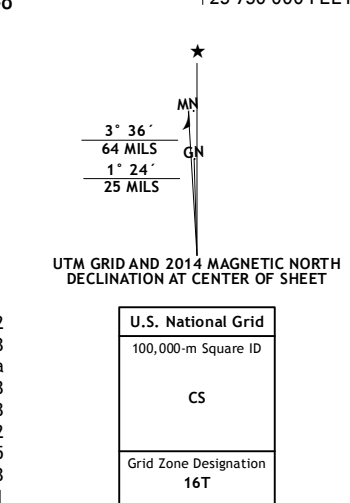 25 750 000 FEET
MN
3° 36´
64 MILS
GN
1° 24´
25 MILS
UTM GRID AND 2014 MAGNETIC NORTH
DECLINATION AT CENTER OF SHEET
U.S. National Grid
100,000-m Square ID
CS
Grid Zone Designation
16T